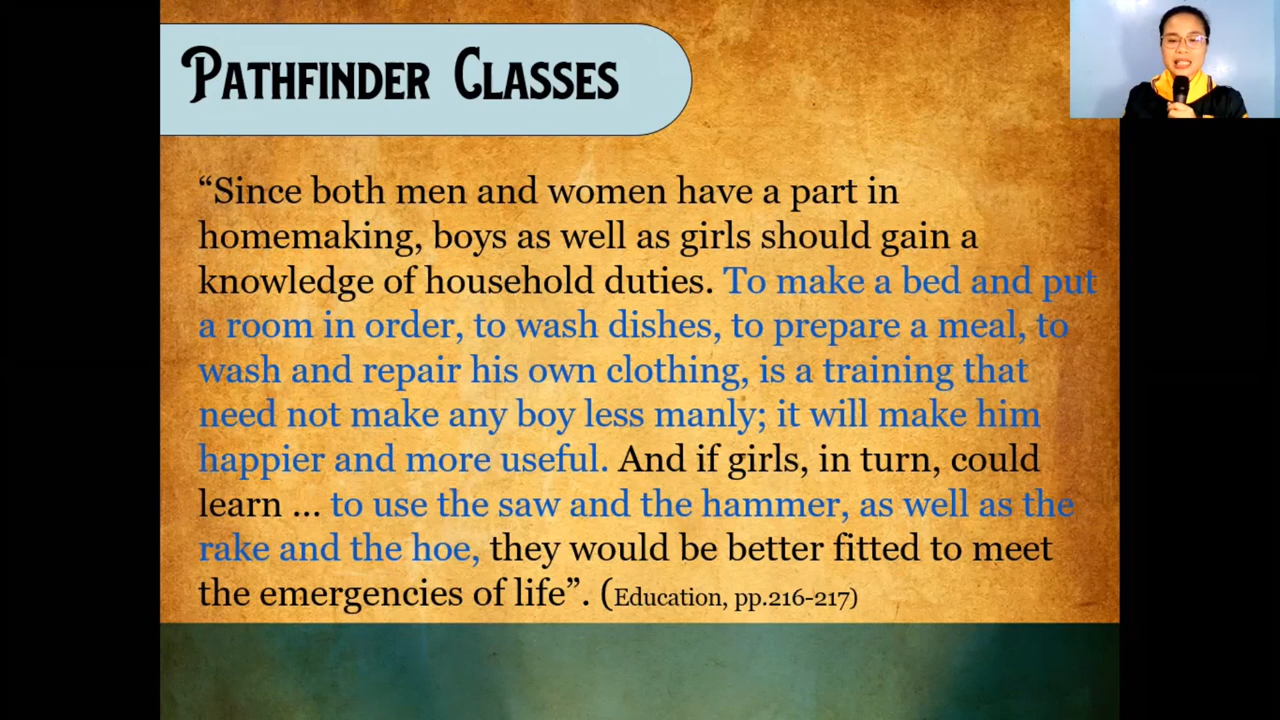 PATHFINDER CLASSES
“Since both men and women have a part in
homemaking, boys as well as girls should gain a
knowledge of household duties. To make a bed and put
a room in order, to wash dishes, to prepare a meal, to
wash and repair his own clothing, is a training that
need not make any boy less manly; it will make him
happier and more useful. And if girls, in turn, could
learn ... to use the saw and the hammer, as well as the
rake and the hoe, they would be better fitted to meet
the emergencies of life”. (Education, pp.216-217)